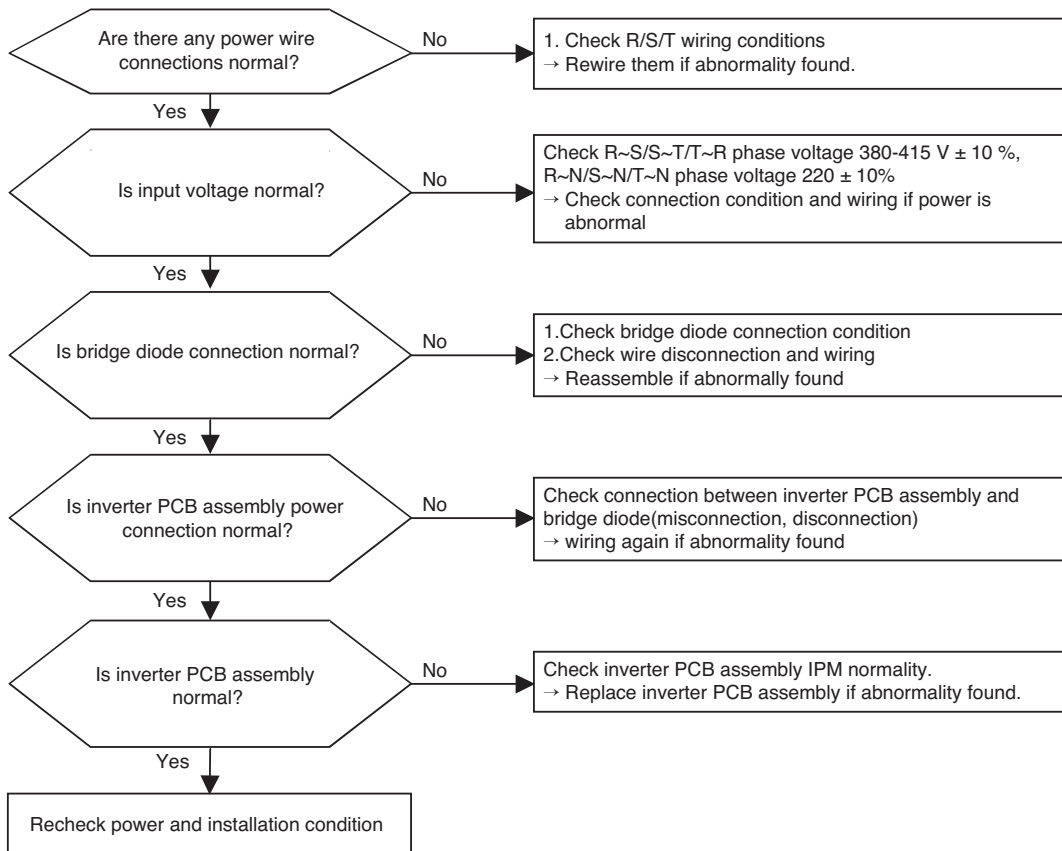 Are there any power wire
connections normal?
No
1. Check R/S/T wiring conditions
→ Rewire them if abnormality found.
Yes
Is input voltage normal?
No
Check R~S/S~T/T~R phase voltage 380-415 V ± 10 %,
R~N/S~N/T~N phase voltage 220 ± 10%
→ Check connection condition and wiring if power is
abnormal
Yes
Is bridge diode connection normal?
No
1.Check bridge diode connection condition
2.Check wire disconnection and wiring
→ Reassemble if abnormally found
Yes
Is inverter PCB assembly power
connection normal?
No
Check connection between inverter PCB assembly and
bridge diode(misconnection, disconnection)
→ wiring again if abnormality found
Yes
Is inverter PCB assembly
normal?
No
Check inverter PCB assembly IPM normality.
→ Replace inverter PCB assembly if abnormality found.
Yes
Recheck power and installation condition